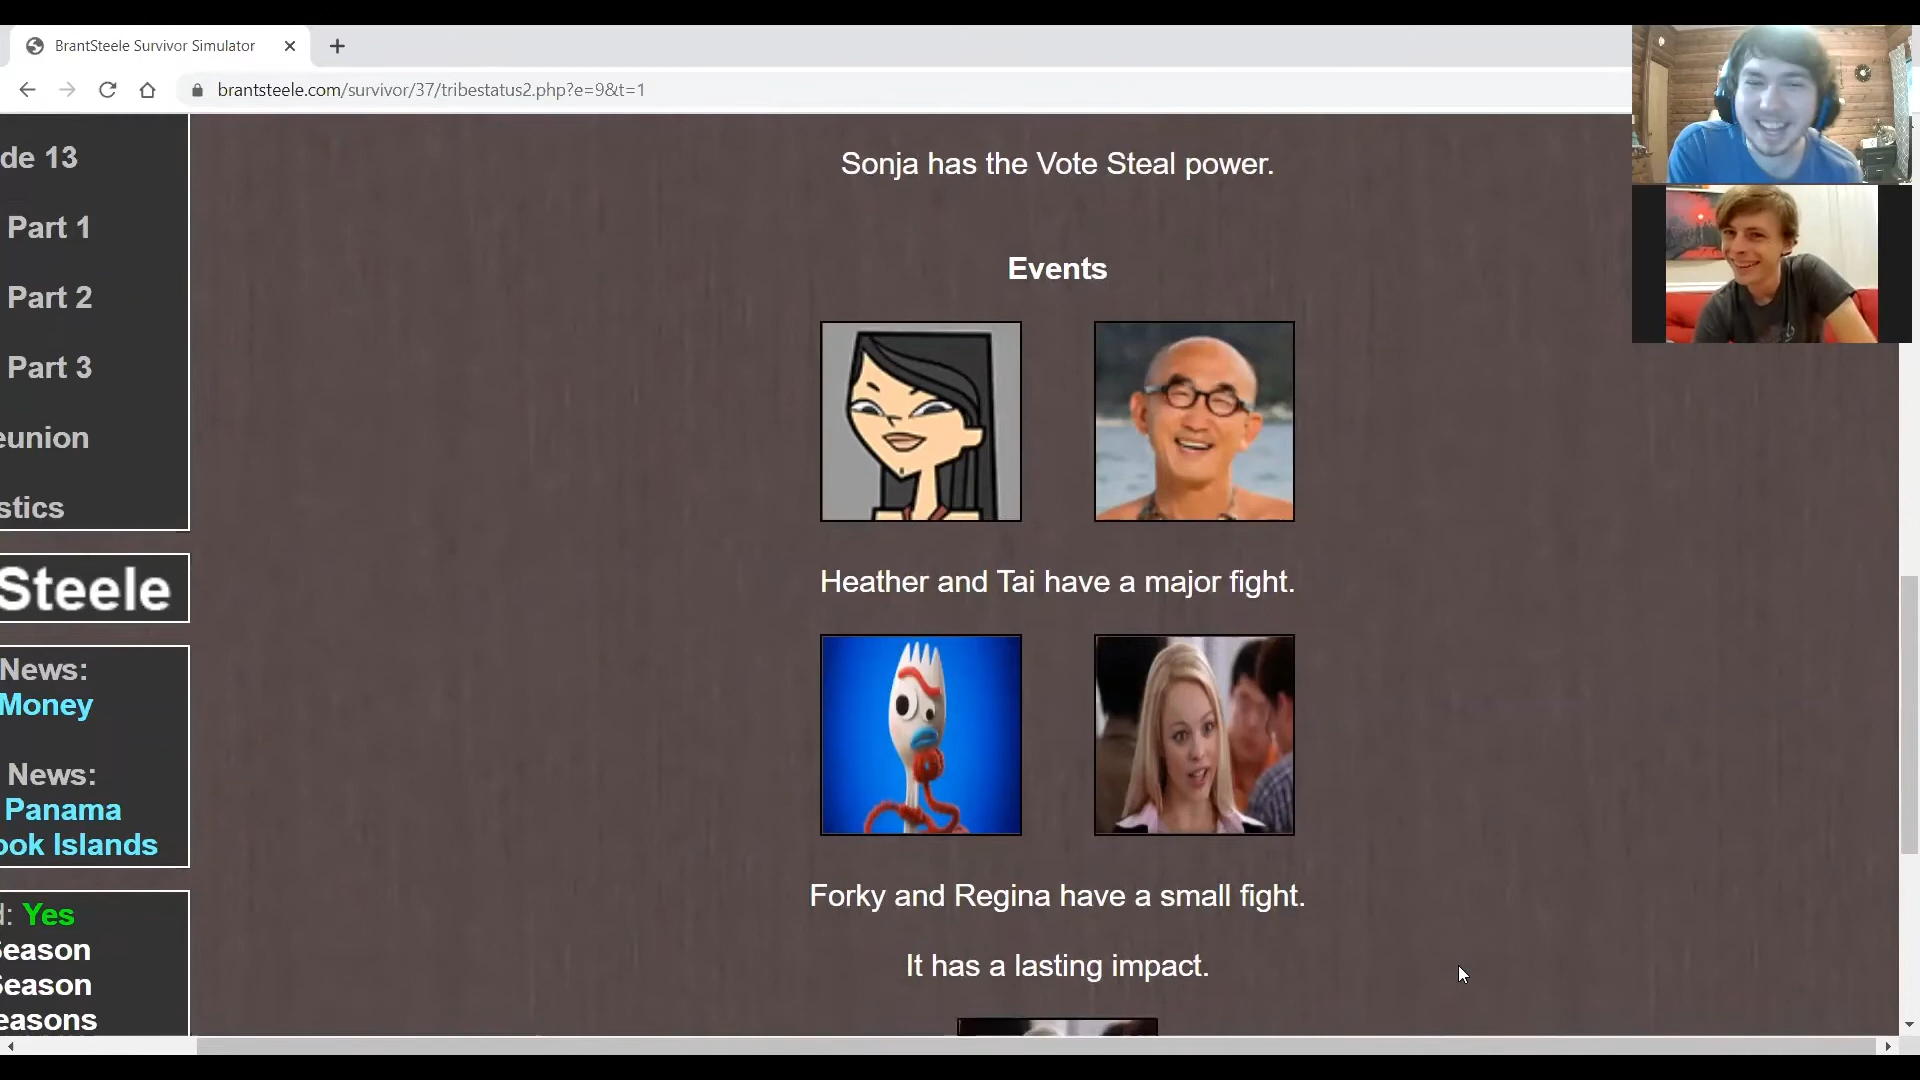 BrantSteele Survivor Simulator
brantsteele.com/survivor/37/tribestatus2.php?e=9&t=1
de 13
Part 1
Part 2
Part 3
eunion
stics
Steele
News:
Money
News:
Panama
ook Islands
d: Yes
Season
Season
easons
Sonja has the Vote Steal power.
Events
Heather and Tai have a major fight.
Forky and Regina have a small fight.
It has a lasting impact.